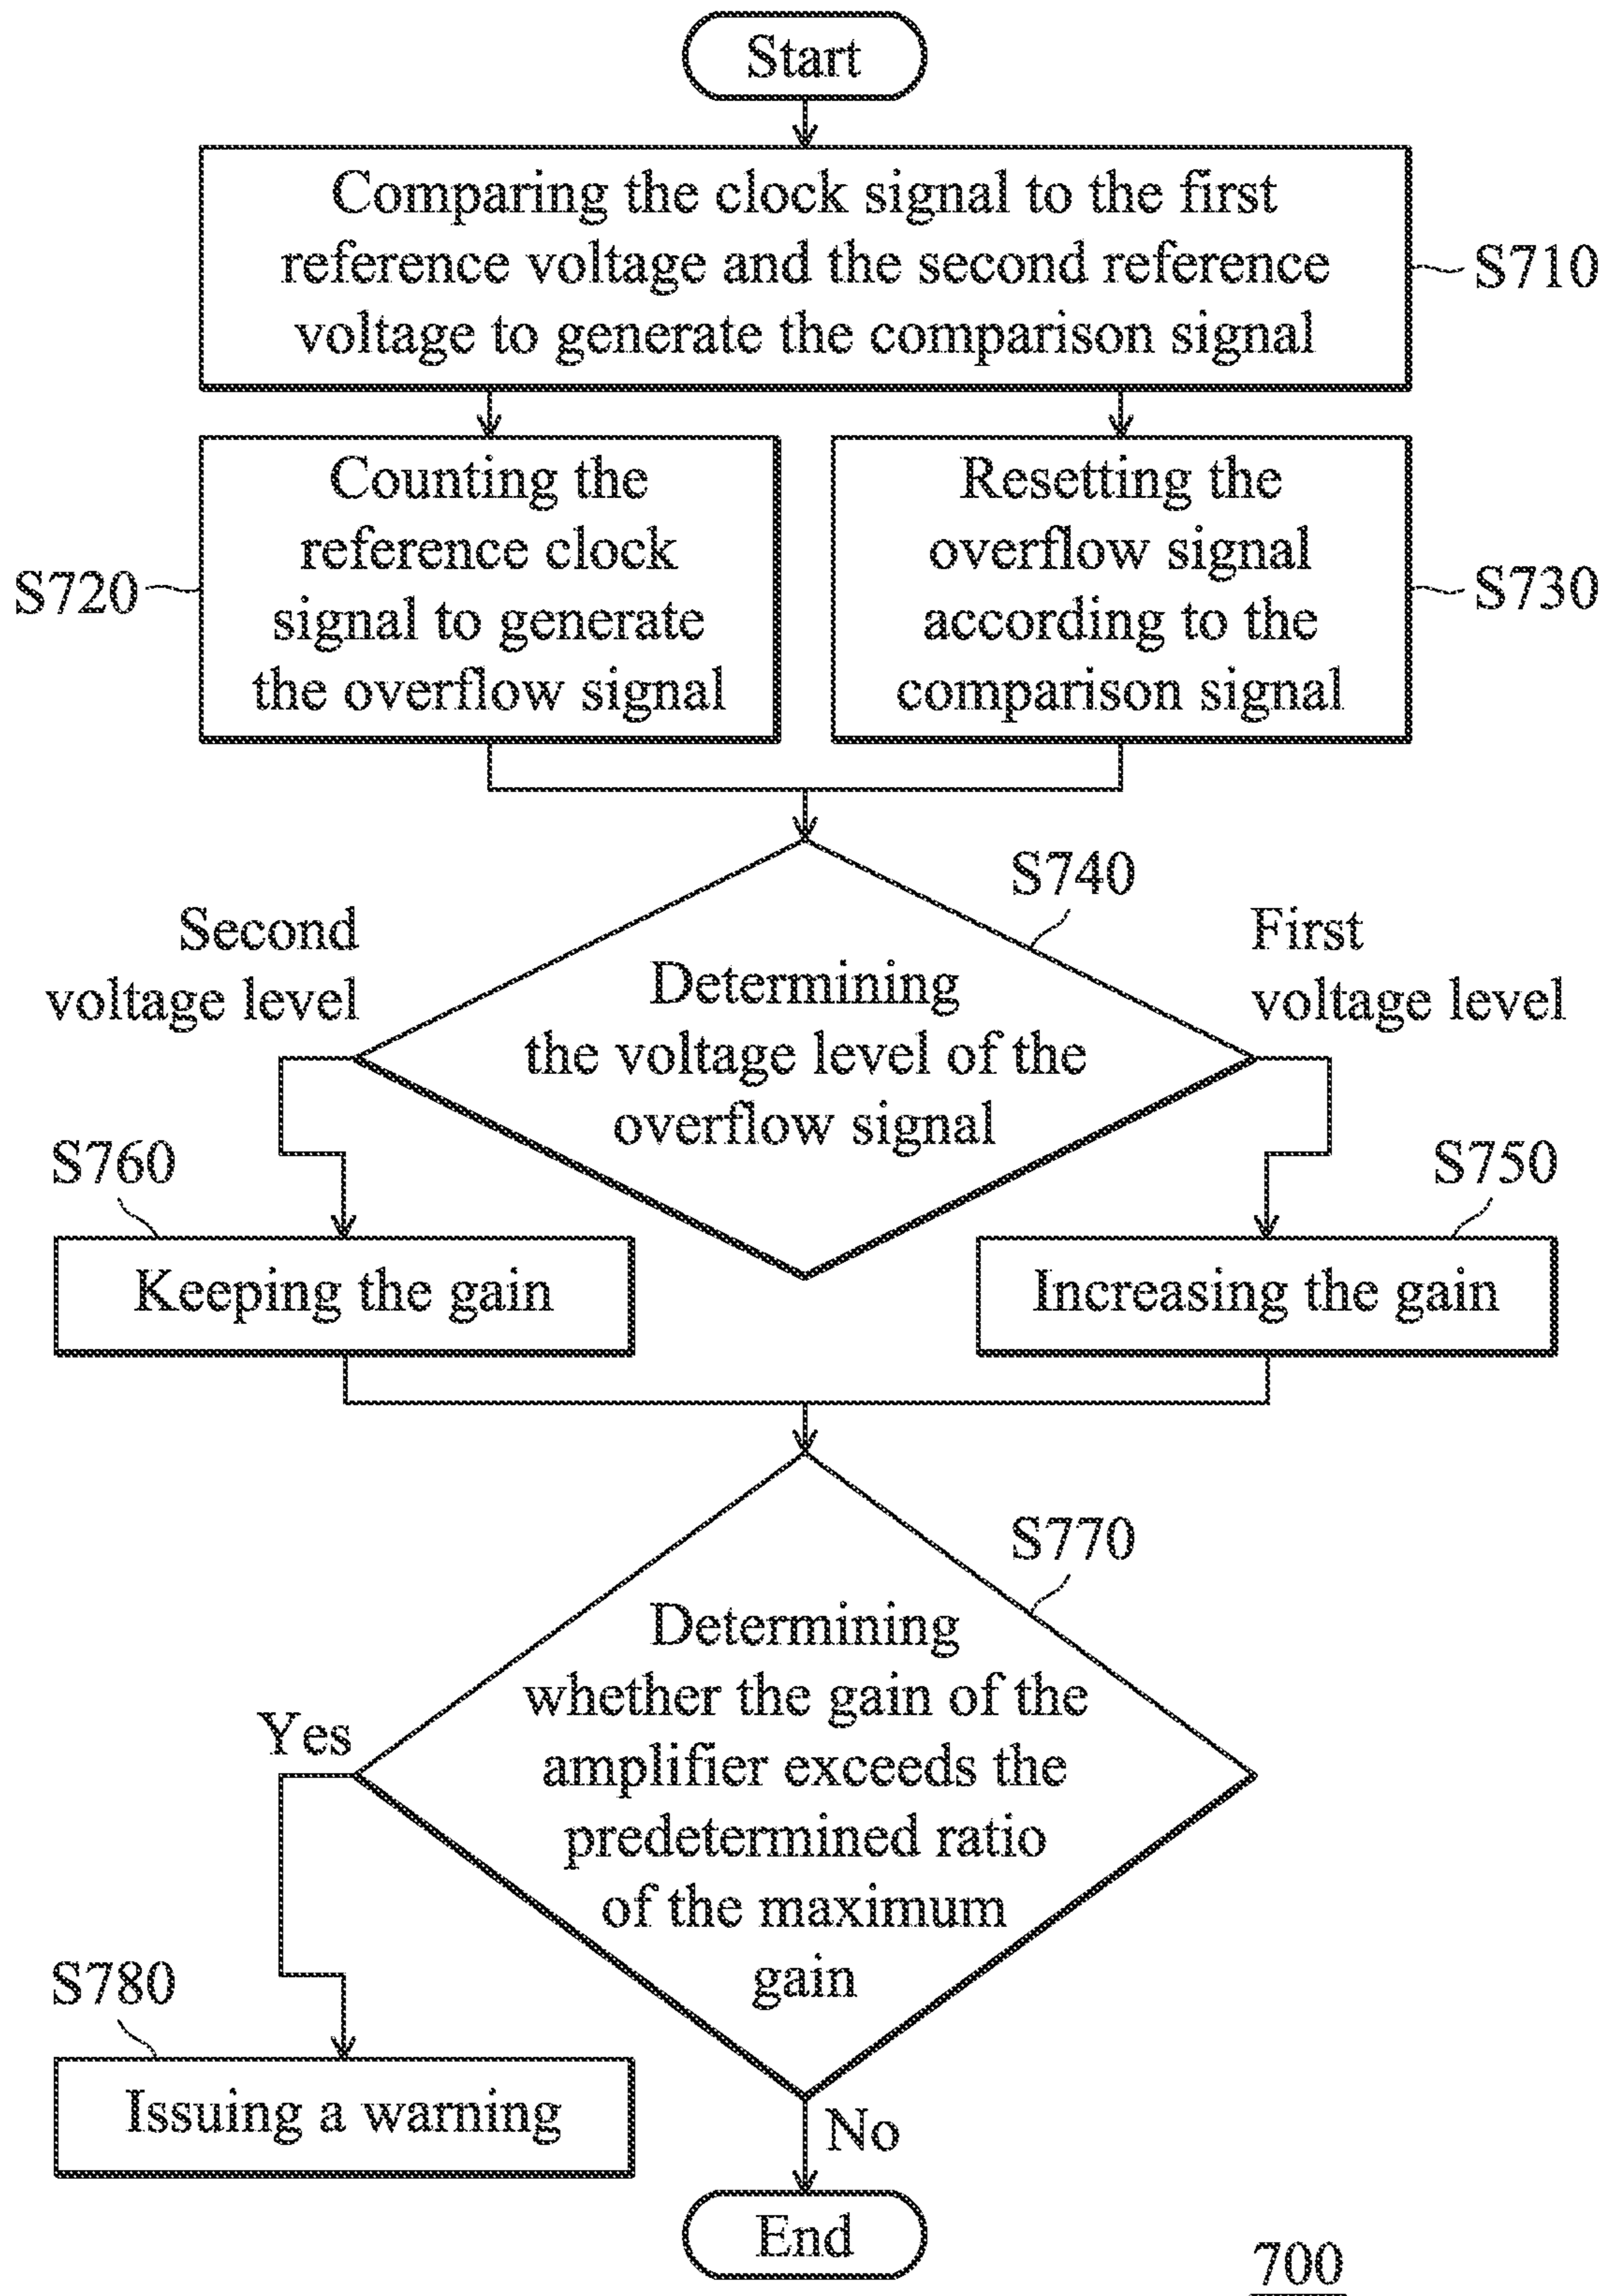 Start
Comparing the clock signal to the first
reference voltage and the second reference
voltage to generate the comparison signal
S710
Counting the
reference clock
signal to generate
the overflow signal
S720
Resetting the
overflow signal
according to the
comparison signal
S730
S740
Second
voltage level
First
voltage level
Determining
the voltage level of the
overflow signal
S760
Keeping the gain
S750
Increasing the gain
S770
Determining
whether the gain of the
amplifier exceeds the
predetermined ratio
of the maximum
gain
Yes
S780
Issuing a warning
No
End
700